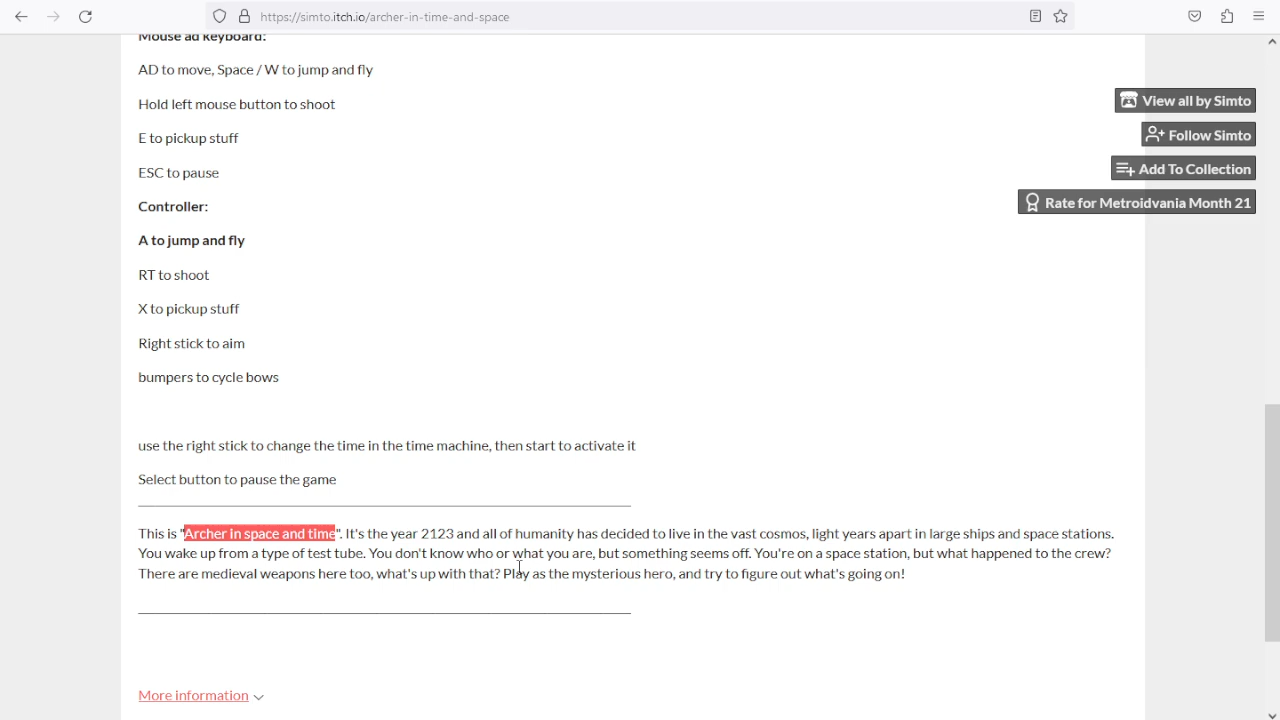 https://simto.itch.io/archer-in-time-and-space
Mouse ad keyboard:
AD to move, Space / W to jump and fly
View all by Simto
Hold left mouse button to shoot
Follow Simto
E to pickup stuff
Add To Collection
ESC to pause
Rate for Metroidvania Month 21
Controller:
A to jump and fly
RT to shoot
X to pickup stuff
Right stick to aim
bumpers to cycle bows
use the right stick to change the time in the time machine, then start to activate it
Select button to pause the game
This is "Archer in space and time". It's the year 2123 and all of humanity has decided to live in the vast cosmos, light years apart in large ships and space stations.
You wake up from a type of test tube. You don't know who or what you are, but something seems off. You're on a space station, but what happened to the crew?
There are medieval weapons here too, what's up with that? Play as the mysterious hero, and try to figure out what's going on!
More information